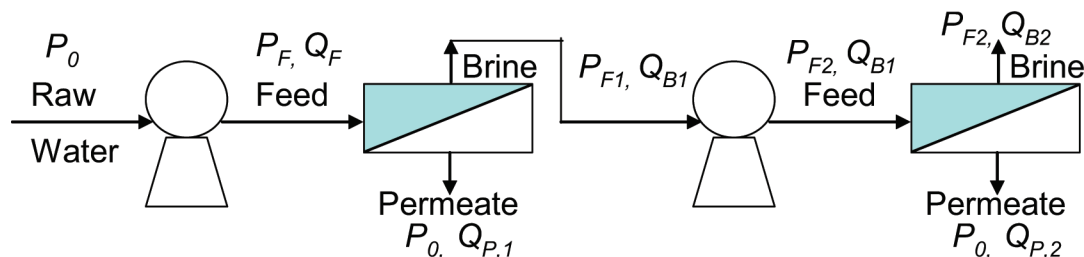 P0
Raw
Water
PF, QF
Feed
Brine
Permeate
P0. QP.1
PF1, QB1
PF2, QB1
Feed
PF2, QB2
Brine
Permeate
P0. QP.2